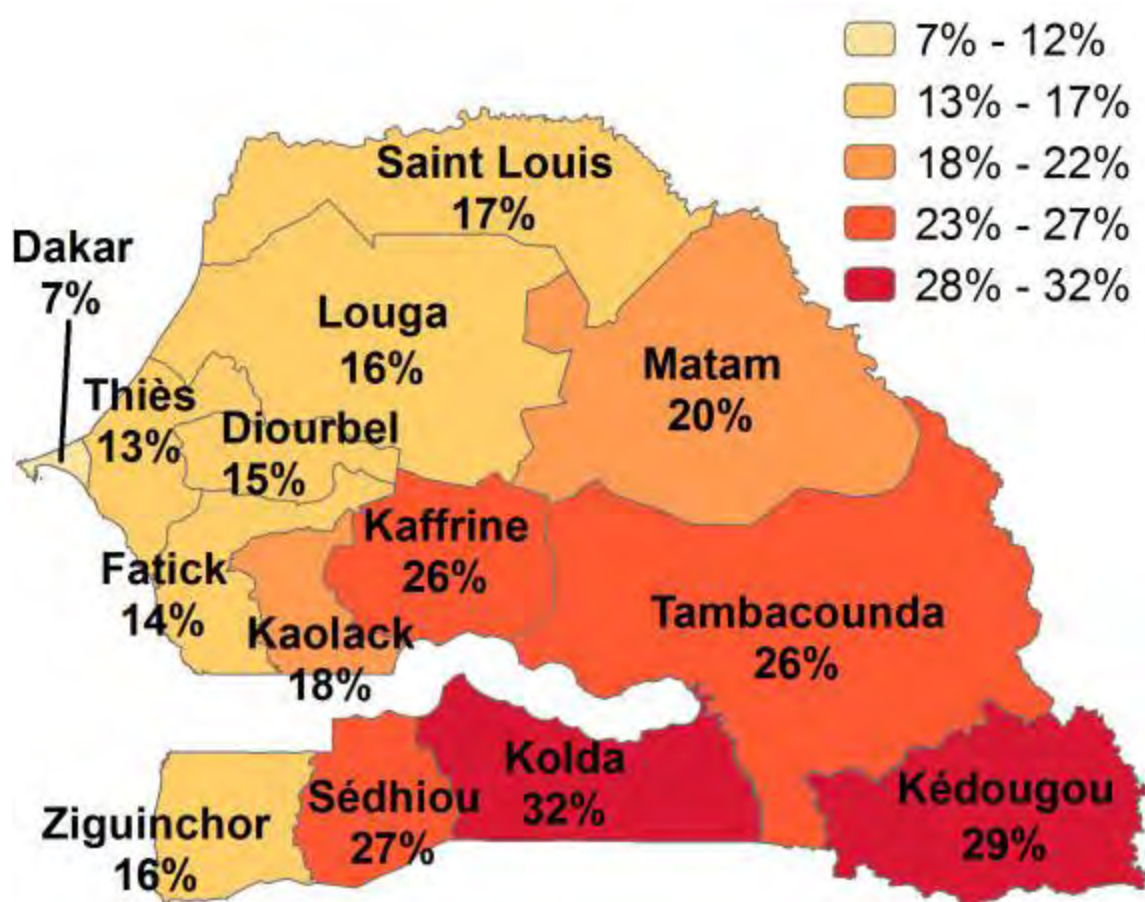 7% - 12%
13% - 17%
18% - 22%
23% - 27%
28% - 32%
Saint Louis
17%
Dakar
7%
Louga
16%
Matam
20%
Thiès
13%
Diourbel
15%
Kaffrine
26%
Fatick
14%
Kaolack
18%
Tambacounda
26%
Kolda
32%
Sédhiou
27%
Kédougou
29%
Ziguinchor
16%